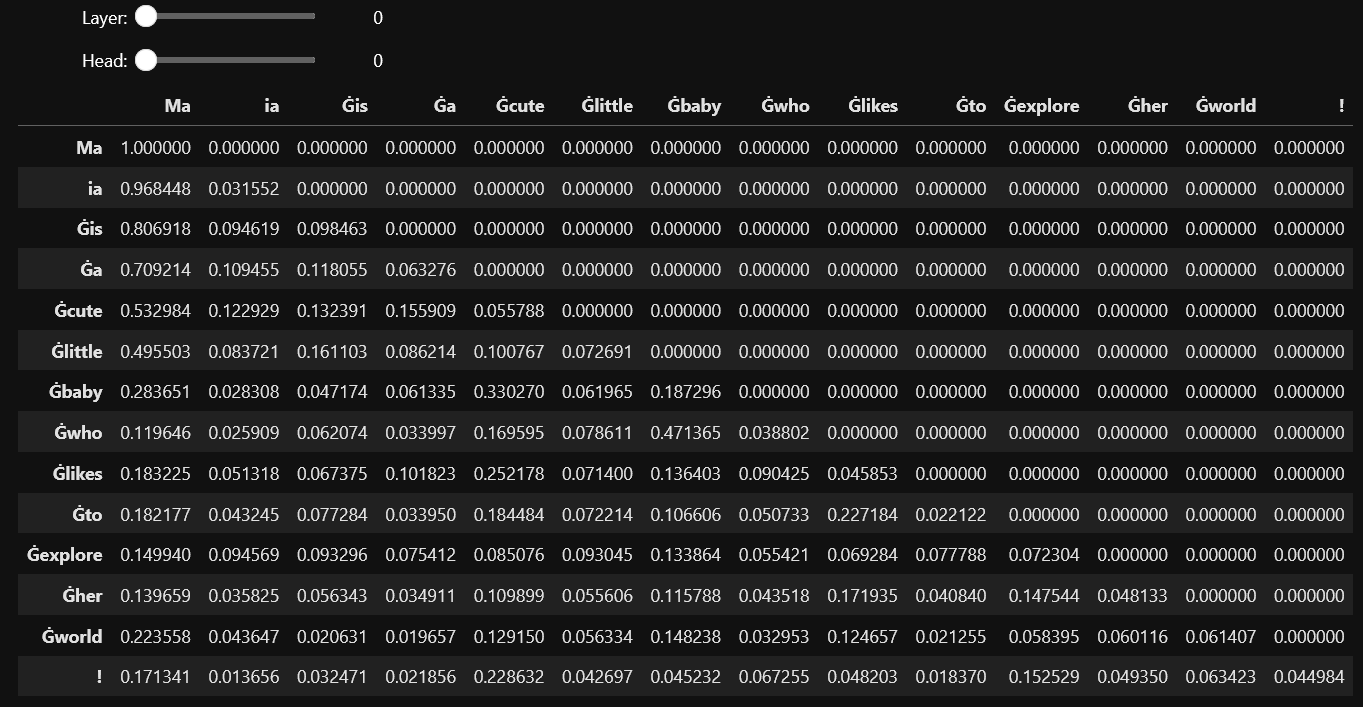 Layer: 0
Head: 0
Ma ia Ġis Ġa Ġcute Ġlittle Ġbaby Ġwho Ġlikes Ġto Ġexplore Ġher Ġworld !
Ma 1.000000 0.000000 0.000000 0.000000 0.000000 0.000000 0.000000 0.000000 0.000000 0.000000 0.000000 0.000000 0.000000 0.000000
ia 0.968448 0.031552 0.000000 0.000000 0.000000 0.000000 0.000000 0.000000 0.000000 0.000000 0.000000 0.000000 0.000000 0.000000
Ġis 0.806918 0.094619 0.098463 0.000000 0.000000 0.000000 0.000000 0.000000 0.000000 0.000000 0.000000 0.000000 0.000000 0.000000
Ġa 0.709214 0.109455 0.118055 0.063276 0.000000 0.000000 0.000000 0.000000 0.000000 0.000000 0.000000 0.000000 0.000000 0.000000
Ġcute 0.532984 0.122929 0.132391 0.155909 0.055788 0.000000 0.000000 0.000000 0.000000 0.000000 0.000000 0.000000 0.000000 0.000000
Ġlittle 0.495503 0.083721 0.161103 0.086214 0.100767 0.072691 0.000000 0.000000 0.000000 0.000000 0.000000 0.000000 0.000000 0.000000
Ġbaby 0.283651 0.028308 0.047174 0.061335 0.330270 0.061965 0.187296 0.000000 0.000000 0.000000 0.000000 0.000000 0.000000 0.000000
Ġwho 0.119646 0.025909 0.062074 0.033997 0.169595 0.078611 0.471365 0.038802 0.000000 0.000000 0.000000 0.000000 0.000000 0.000000
Ġlikes 0.183225 0.051318 0.067375 0.101823 0.252178 0.071400 0.136403 0.090425 0.045853 0.000000 0.000000 0.000000 0.000000 0.000000
Ġto 0.182177 0.043245 0.077284 0.033950 0.184484 0.072214 0.106606 0.050733 0.227184 0.022122 0.000000 0.000000 0.000000 0.000000
Ġexplore 0.149940 0.094569 0.093296 0.075412 0.085076 0.093045 0.133864 0.055421 0.069284 0.077788 0.072304 0.000000 0.000000 0.000000
Ġher 0.139659 0.035825 0.056343 0.034911 0.109899 0.055606 0.115788 0.043518 0.171935 0.040840 0.147544 0.048133 0.000000 0.000000
Ġworld 0.223558 0.043647 0.020631 0.019657 0.129150 0.056334 0.148238 0.032953 0.124657 0.021255 0.058395 0.060116 0.061407 0.000000
! 0.171341 0.013656 0.032471 0.021856 0.228632 0.042697 0.045232 0.067255 0.048203 0.018370 0.152529 0.049350 0.063423 0.044984